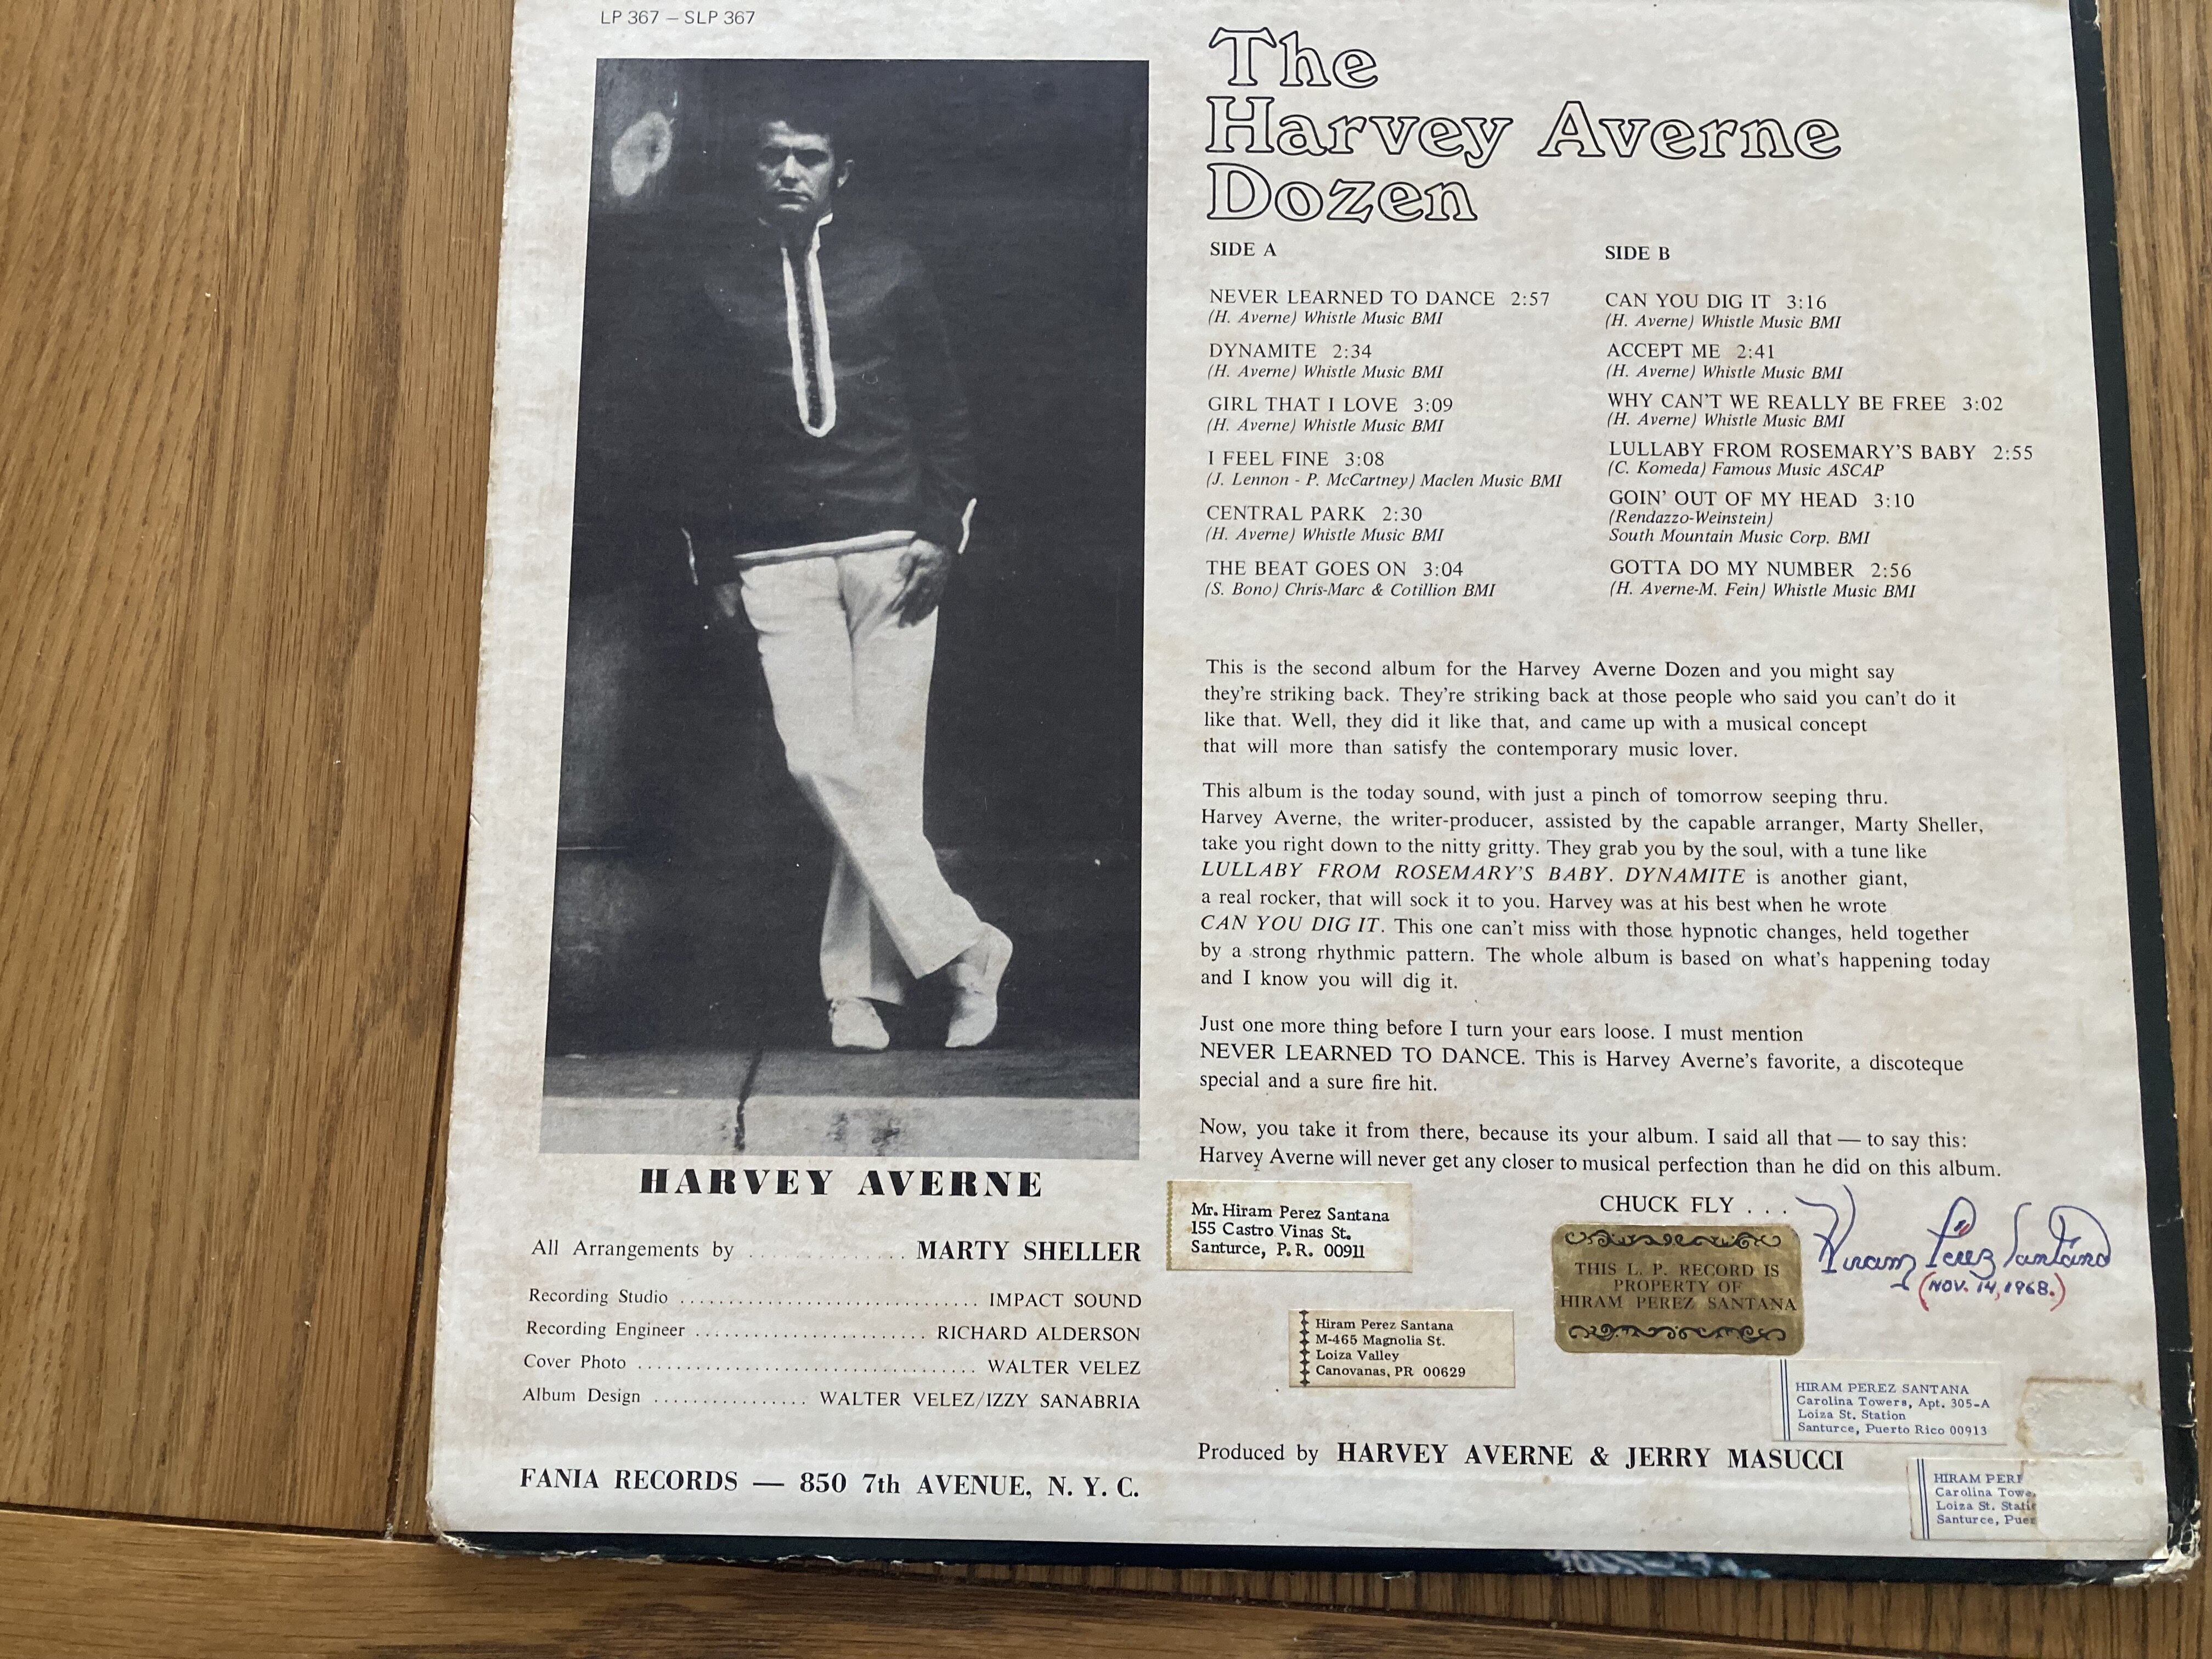 LP 367 – SLP 367
The
Harvey Averne
Dozen
SIDE A
NEVER LEARNED TO DANCE 2:57
(H. Averne) Whistle Music BMI
DYNAMITE 2:34
(H. Averne) Whistle Music BMI
GIRL THAT I LOVE 3:09
(H. Averne) Whistle Music BMI
I FEEL FINE 3:08
(J. Lennon - P. McCartney) Maclen Music BMI
CENTRAL PARK 2:30
(H. Averne) Whistle Music BMI
THE BEAT GOES ON 3:04
(S. Bono) Chris-Marc & Cotillion BMI
SIDE B
CAN YOU DIG IT 3:16
(H. Averne) Whistle Music BMI
ACCEPT ME 2:41
(H. Averne) Whistle Music BMI
WHY CAN'T WE REALLY BE FREE 3:02
(H. Averne) Whistle Music BMI
LULLABY FROM ROSEMARY'S BABY 2:55
(C. Komeda) Famous Music ASCAP
GOIN' OUT OF MY HEAD 3:10
(Rendazzo-Weinstein)
South Mountain Music Corp. BMI
GOTTA DO MY NUMBER 2:56
(H. Averne-M. Fein) Whistle Music BMI
This is the second album for the Harvey Averne Dozen and you might say
they're striking back. They're striking back at those people who said you can't do it
like that. Well, they did it like that, and came up with a musical concept
that will more than satisfy the contemporary music lover.
This album is the today sound, with just a pinch of tomorrow seeping thru.
Harvey Averne, the writer-producer, assisted by the capable arranger, Marty Sheller,
take you right down to the nitty gritty. They grab you by the soul, with a tune like
LULLABY FROM ROSEMARY'S BABY. DYNAMITE is another giant,
a real rocker, that will sock it to you. Harvey was at his best when he wrote
CAN YOU DIG IT. This one can't miss with those hypnotic changes, held together
by a strong rhythmic pattern. The whole album is based on what's happening today
and I know you will dig it.
Just one more thing before I turn your ears loose. I must mention
NEVER LEARNED TO DANCE. This is Harvey Averne's favorite, a discoteque
special and a sure fire hit.
Now, you take it from there, because its your album. I said all that — to say this:
Harvey Averne will never get any closer to musical perfection than he did on this album.
CHUCK FLY . . .
Hiram Pérez Santana
(NOV. 14, 1968.)
HARVEY AVERNE
All Arrangements by .............. MARTY SHELLER
Recording Studio ................................ IMPACT SOUND
Recording Engineer ......................... RICHARD ALDERSON
Cover Photo .................................... WALTER VELEZ
Album Design ................ WALTER VELEZ/IZZY SANABRIA
FANIA RECORDS — 850 7th AVENUE, N. Y. C.
Mr. Hiram Perez Santana
155 Castro Vinas St.
Santurce, P.R. 00911
THIS L. P. RECORD IS
PROPERTY OF
HIRAM PEREZ SANTANA
Hiram Perez Santana
M-465 Magnolia St.
Loiza Valley
Canovanas, PR 00629
HIRAM PEREZ SANTANA
Carolina Towers, Apt. 305-A
Loiza St. Station
Santurce, Puerto Rico 00913
Produced by HARVEY AVERNE & JERRY MASUCCI
HIRAM PER
Carolina Towe
Loiza St. Stati
Santurce, Puer